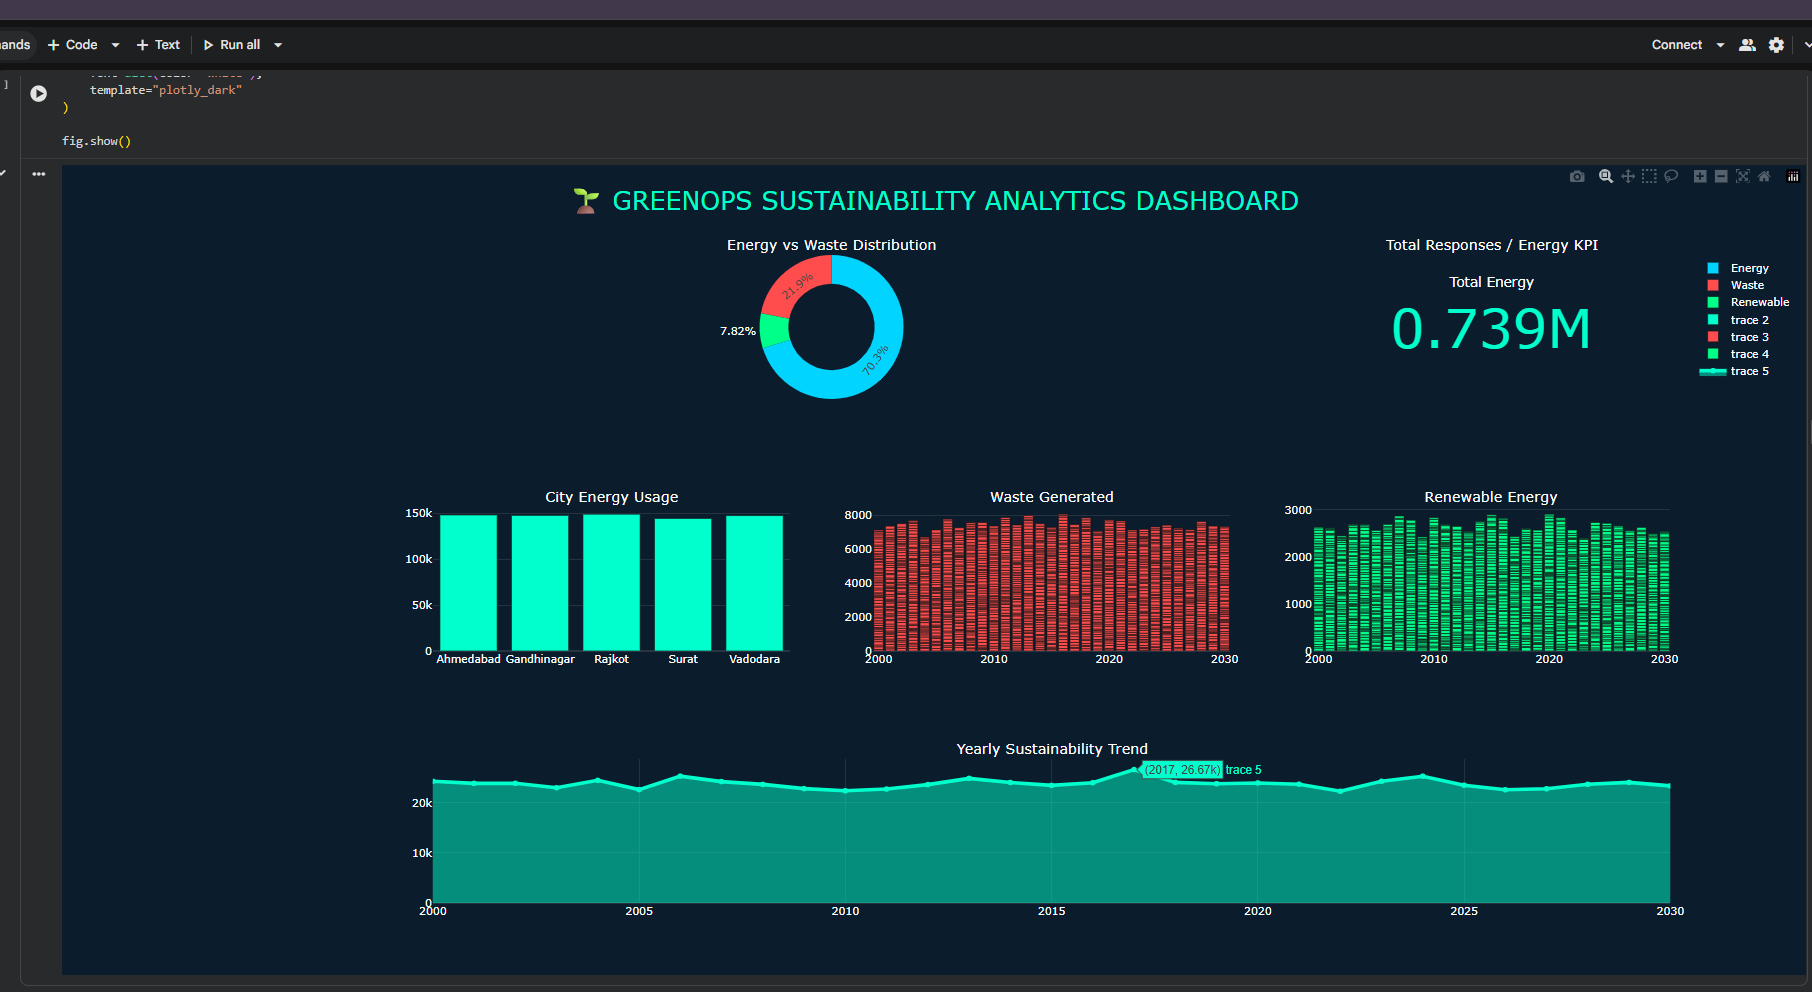 ands + Code + Text Run all Connect
]
template="plotly_dark"
)
fig.show()
GREENOPS SUSTAINABILITY ANALYTICS DASHBOARD
Energy vs Waste Distribution
21.9%
7.82%
70.3%
Total Responses / Energy KPI
Total Energy
0.739M
Energy
Waste
Renewable
trace 2
trace 3
trace 4
trace 5
City Energy Usage
150k
100k
50k
0
Ahmedabad Gandhinagar Rajkot Surat Vadodara
Waste Generated
8000
6000
4000
2000
0
2000 2010 2020 2030
Renewable Energy
3000
2000
1000
0
2000 2010 2020 2030
Yearly Sustainability Trend
(2017, 26.67k) trace 5
20k
10k
0
2000 2005 2010 2015 2020 2025 2030